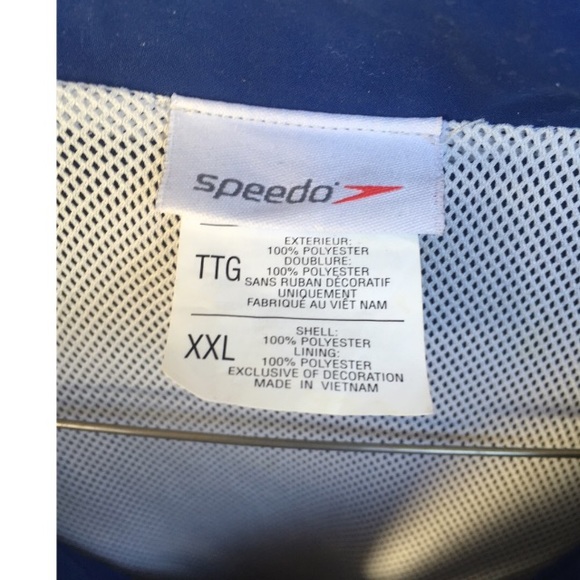 speedo
TTG
EXTERIEUR:
100% POLYESTER
DOUBLURE:
100% POLYESTER
SANS RUBAN DÉCORATIF
UNIQUEMENT
FABRIQUÉ AU VIÊT NAM
XXL
SHELL:
100% POLYESTER
LINING:
100% POLYESTER
EXCLUSIVE OF DECORATION
MADE IN VIETNAM